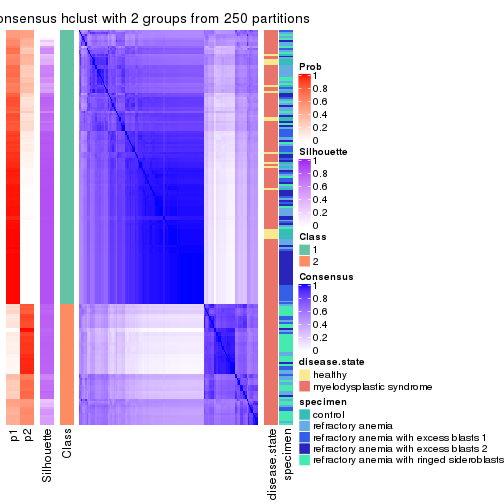 onsensus hclust with 2 groups from 250 partitions
Prob
1
0.8
0.6
0.4
0.2
0
Silhouette
1
0.8
0.6
0.4
0.2
0
Class
1
2
Consensus
1
0.8
0.6
0.4
0.2
0
disease.state
healthy
myelodysplastic syndrome
specimen
control
refractory anemia
refractory anemia with excess blasts 1
refractory anemia with excess blasts 2
refractory anemia with ringed sideroblasts
p1
p2
Silhouette
Class
disease.state
specimen